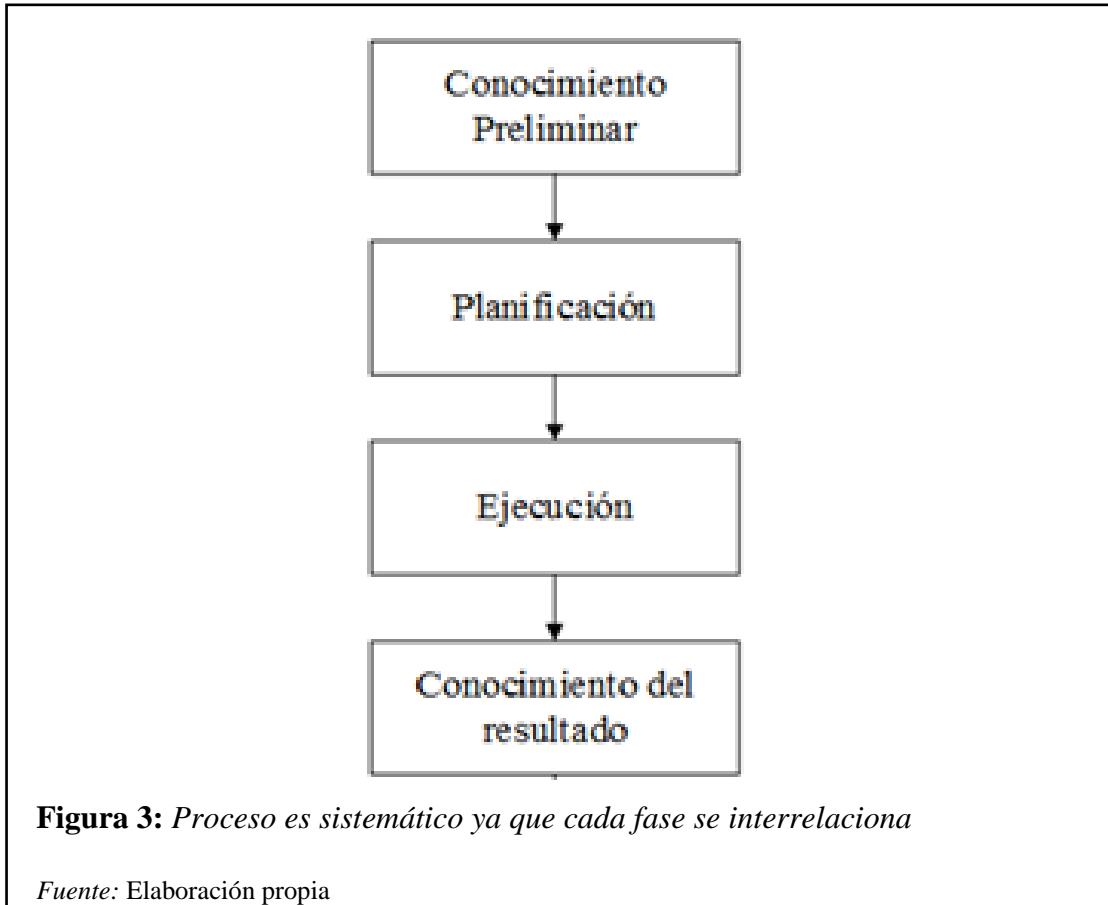 Conocimiento
Preliminar
Planificación
Ejecución
Conocimiento del
resultado
Figura 3: Proceso es sistemático ya que cada fase se interrelaciona
Fuente: Elaboración propia